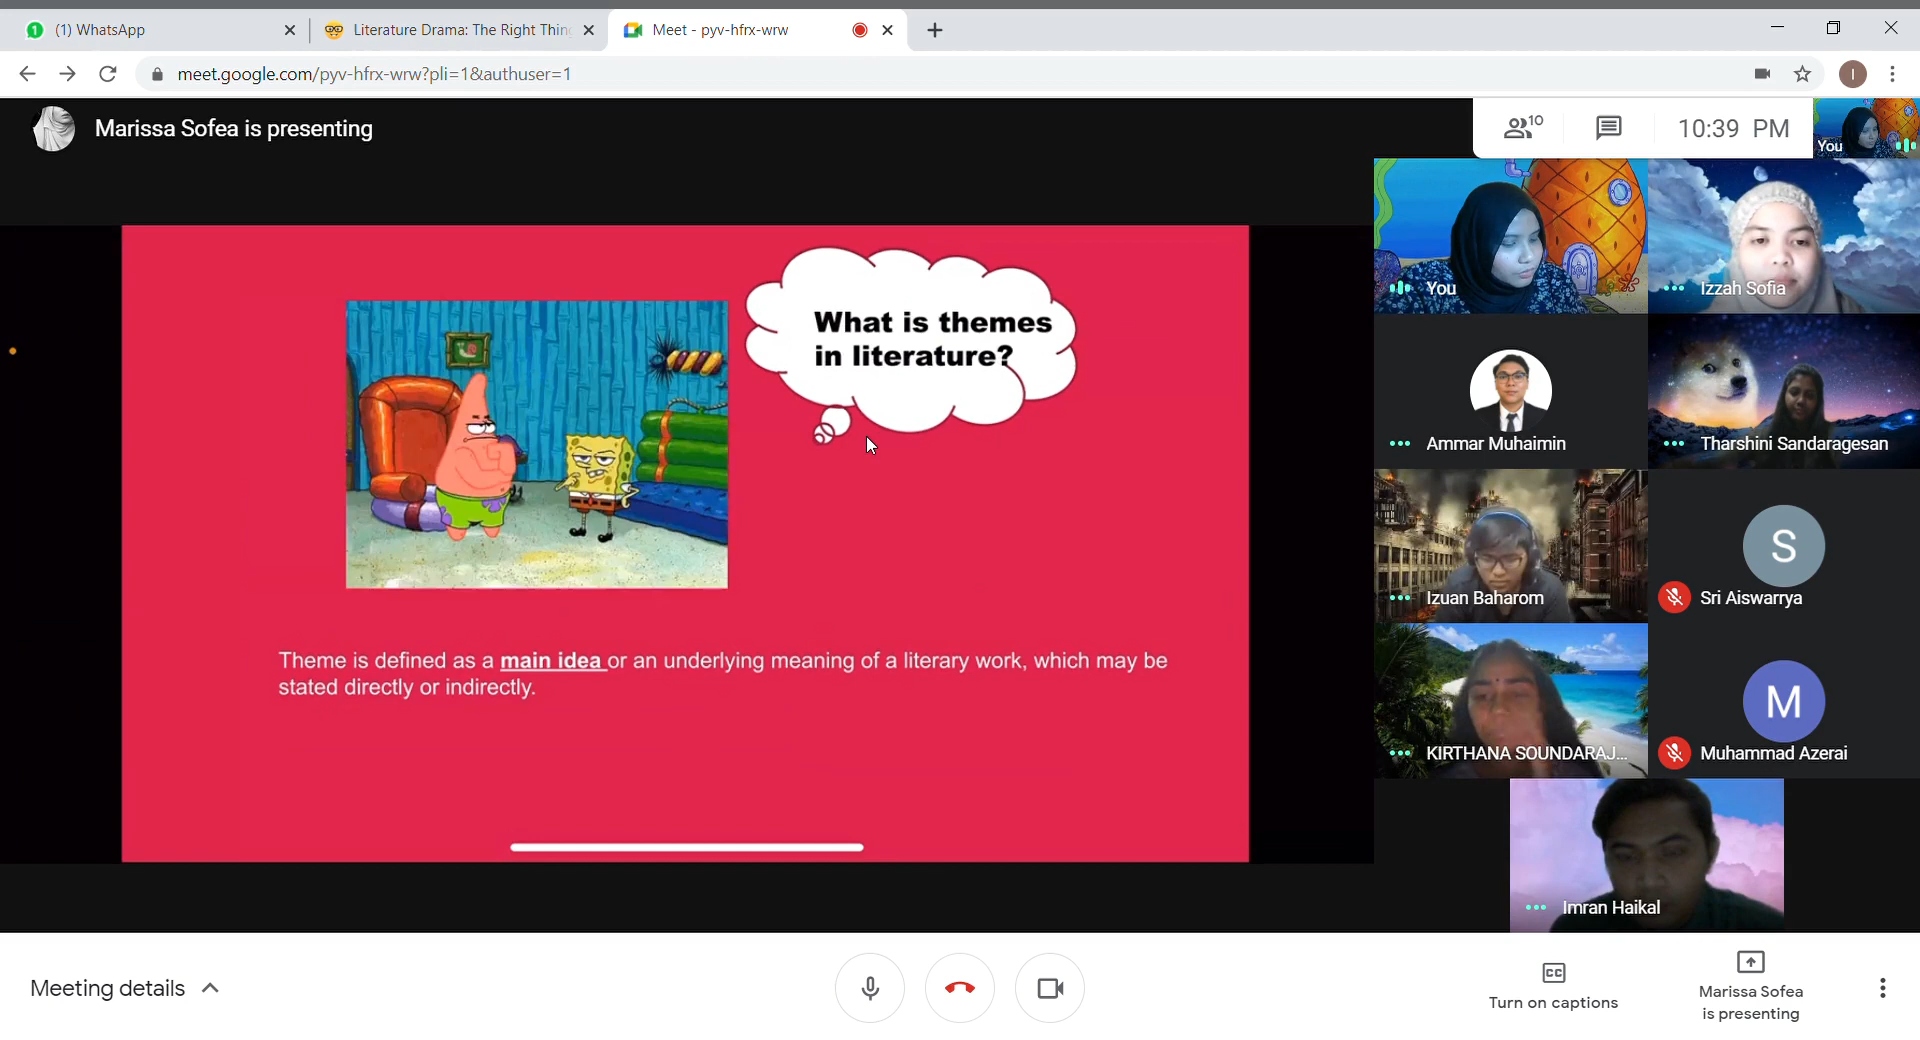 1
(1) WhatsApp
Literature Drama: The Right Thin
Meet - pyv-hfrx-wrw
meet.google.com/pyv-hfrx-wrw?pli=1&authuser=1
I
Marissa Sofea is presenting
10
10:39 PM
You
What is themes
in literature?
Theme is defined as a main idea or an underlying meaning of a literary work, which may be
stated directly or indirectly.
You
Izzah Sofia
Ammar Muhaimin
Tharshini Sandaragesan
Izuan Baharom
S
Sri Aiswarrya
KIRTHANA SOUNDARAJ...
M
Muhammad Azerai
Imran Haikal
Meeting details
CC
Turn on captions
Marissa Sofea
is presenting